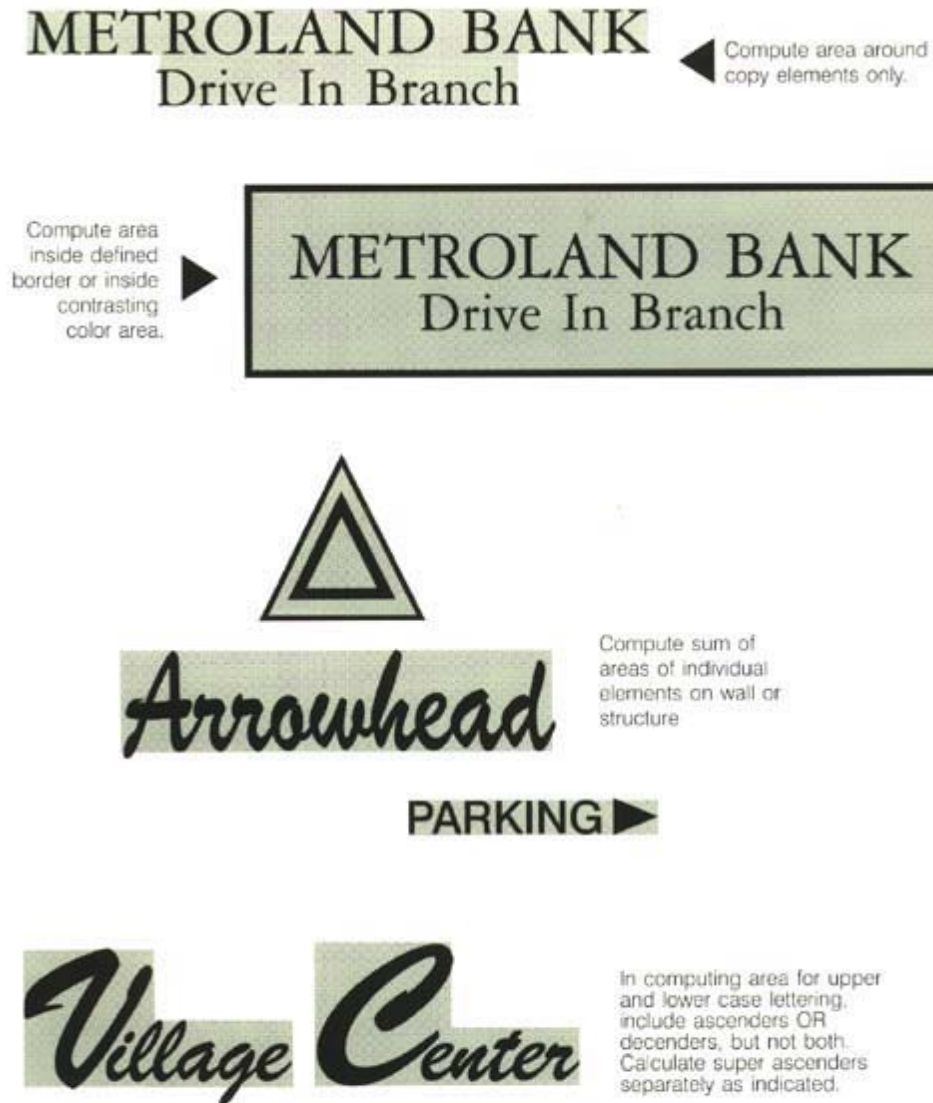 METROLAND BANK
Drive In Branch
Compute area around
copy elements only.
Compute area
inside defined
border or inside
contrasting
color area.
METROLAND BANK
Drive In Branch
Arrowhead
Compute sum of
areas of individual
elements on wall or
structure
PARKING
Village Center
In computing area for upper
and lower case lettering,
include ascenders OR
decenders, but not both.
Calculate super ascenders
separately as indicated.